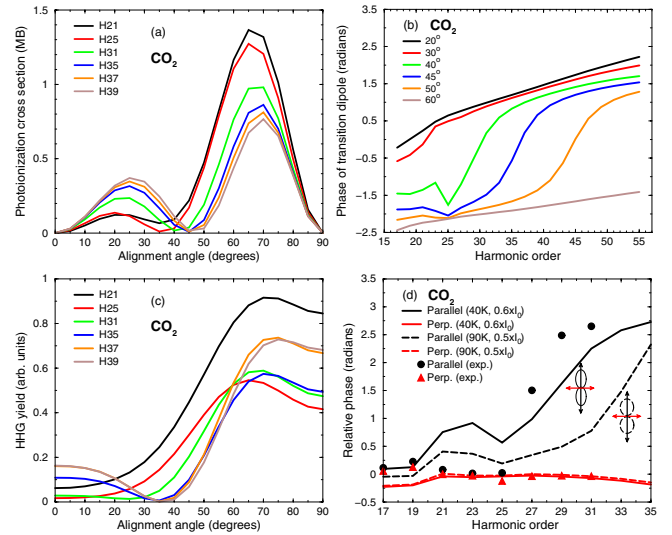 (a)
CO2
H21
H25
H31
H35
H37
H39
Photoionization cross section (MB)
0
0.5
1
1.5
0 10 20 30 40 50 60 70 80 90
Alignment angle (degrees)
(b) CO2
20°
30°
40°
45°
50°
60°
Phase of transition dipole (radians)
3.5
2.5
1.5
0.5
−0.5
−1.5
−2.5
15 20 25 30 35 40 45 50 55
Harmonic order
(c)
CO2
H21
H25
H31
H35
H37
H39
HHG yield (arb. units)
0
0.2
0.4
0.6
0.8
1
0 10 20 30 40 50 60 70 80 90
Alignment angle (degrees)
(d) CO2
Parallel (40K, 0.6xI0)
Perp. (40K, 0.6xI0)
Parallel (90K, 0.5xI0)
Perp. (90K, 0.5xI0)
Parallel (exp.)
Perp. (exp.)
Relative phase (radians)
3.5
3
2.5
2
1.5
1
0.5
0
−0.5
17 19 21 23 25 27 29 31 33 35
Harmonic order